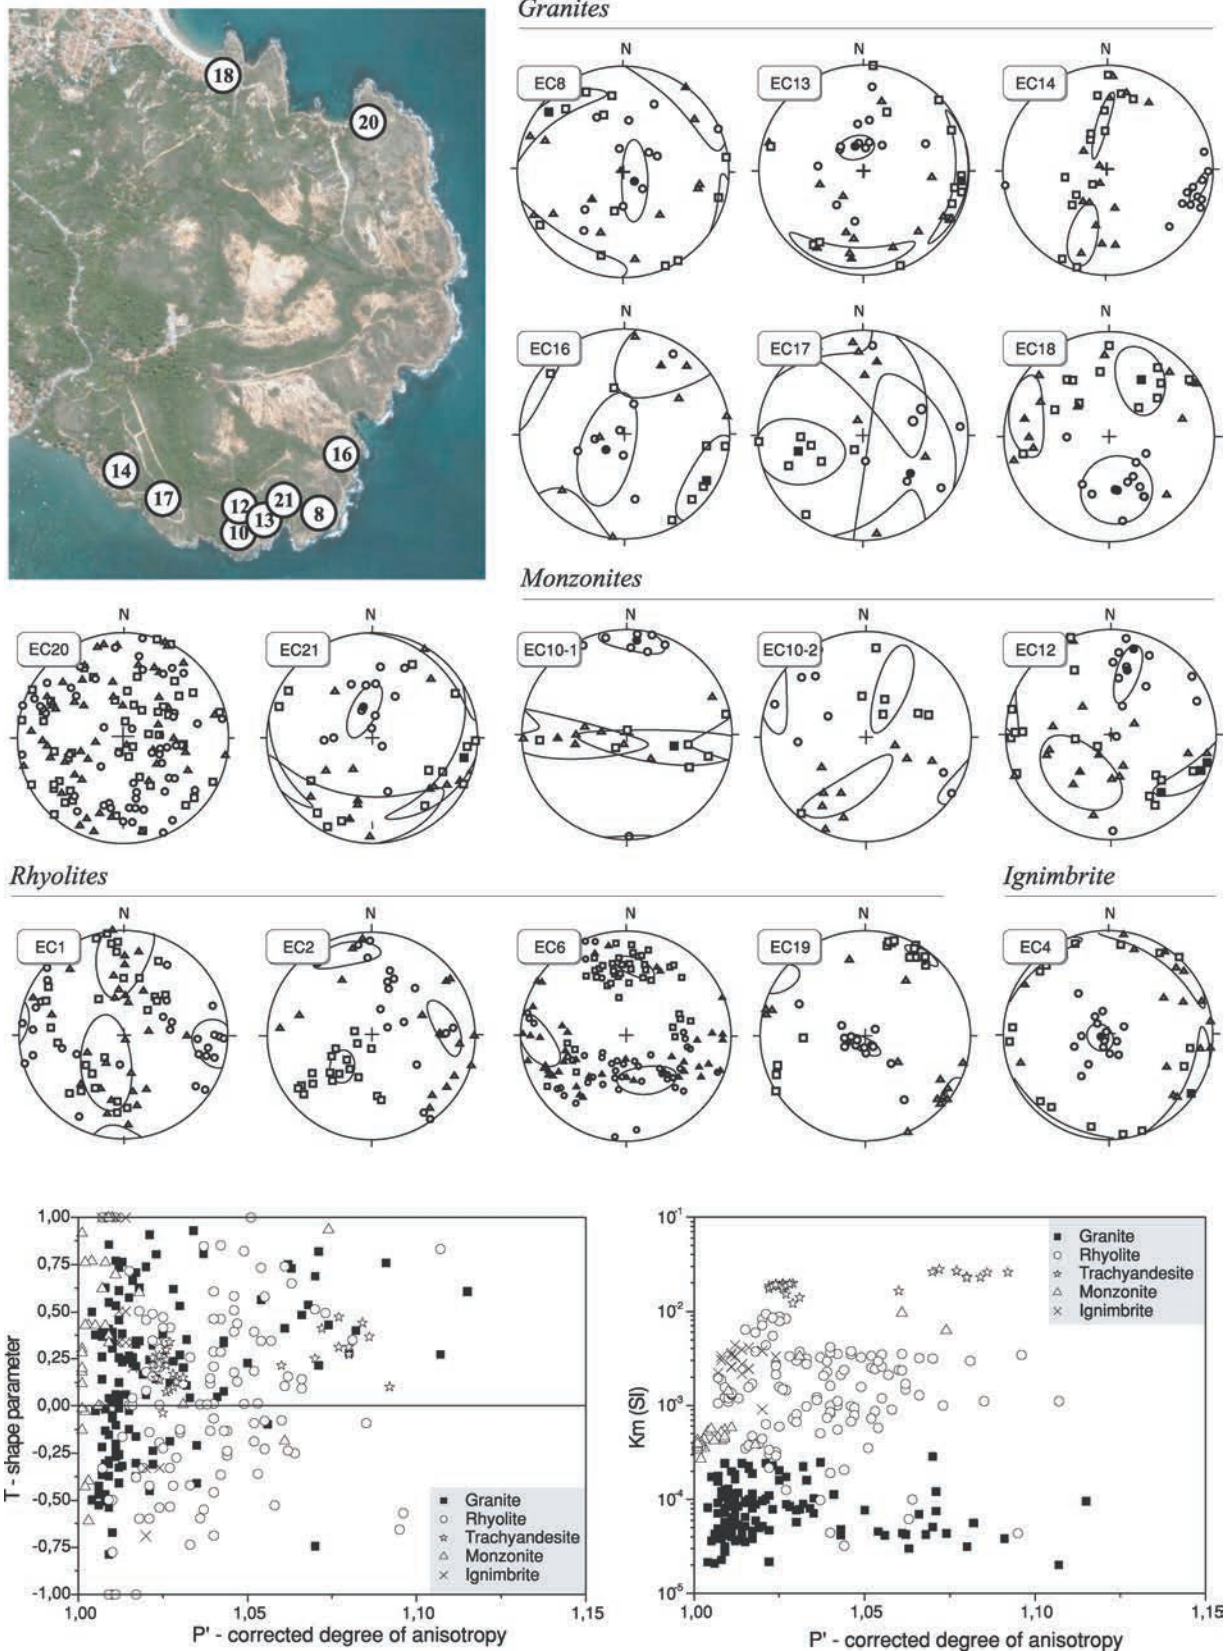 Granites
18
20
16
14
17
12
21
13
8
10
N
N
N
EC8
EC13
EC14
EC16
EC17
EC18
Monzonites
N
N
N
N
N
EC20
EC21
EC10-1
EC10-2
EC12
Rhyolites
Ignimbrite
N
N
N
N
N
EC1
EC2
EC6
EC19
EC4
T - shape parameter
1,00
0,75
0,50
0,25
0,00
-0,25
-0,50
-0,75
-1,00
Granite
Rhyolite
Trachyandesite
Monzonite
Ignimbrite
1,00
1,05
1,10
1,15
P' - corrected degree of anisotropy
Km (SI)
10-1
10-2
10-3
10-4
10-5
Granite
Rhyolite
Trachyandesite
Monzonite
Ignimbrite
1,00
1,05
1,10
1,15
P' - corrected degree of anisotropy